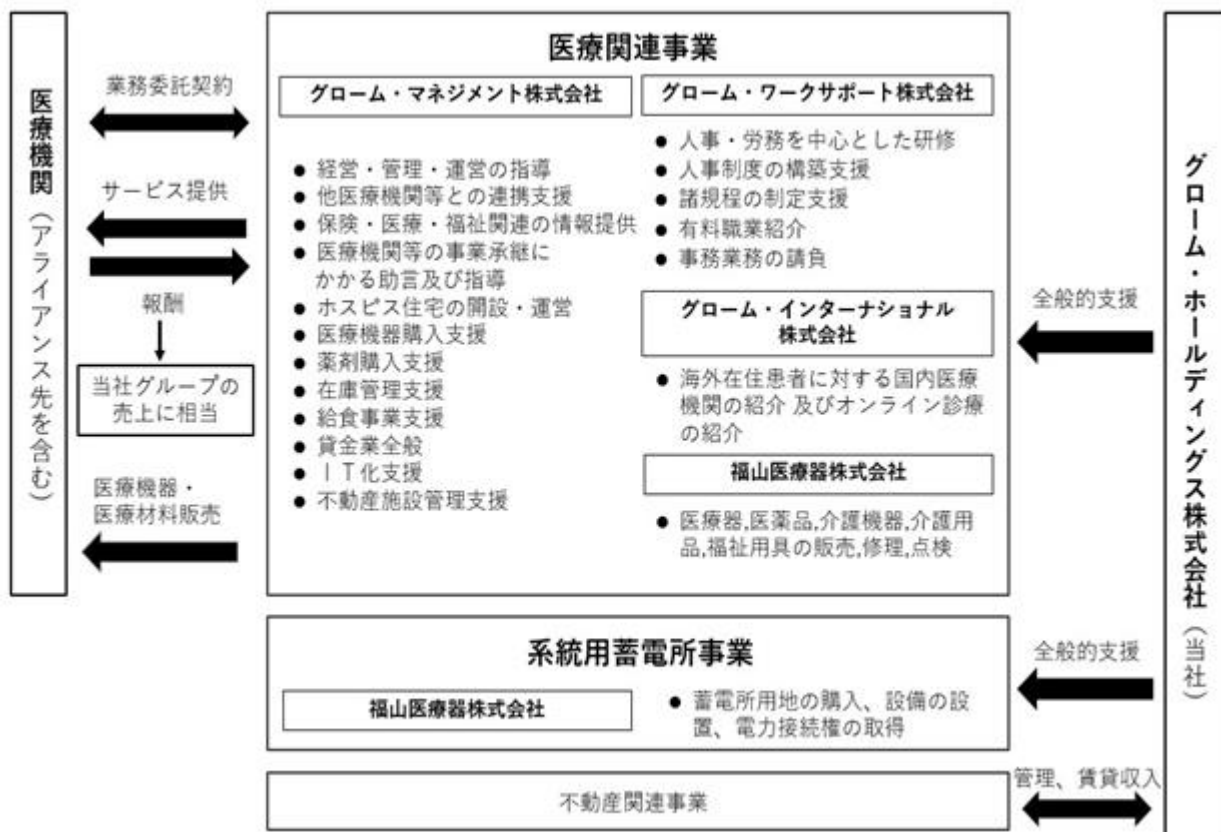 医療機関（アライアンス先を含む）
業務委託契約
サービス提供
報酬
当社グループの
売上に相当
医療機器・
医療材料販売
医療関連事業
グローム・マネジメント株式会社
● 経営・管理・運営の指導
● 他医療機関等との連携支援
● 保険・医療・福祉関連の情報提供
● 医療機関等の事業承継に
かかる助言及び指導
● ホスピス住宅の開設・運営
● 医療機器購入支援
● 薬剤購入支援
● 在庫管理支援
● 給食事業支援
● 貸金業全般
● ＩＴ化支援
● 不動産施設管理支援
グローム・ワークサポート株式会社
● 人事・労務を中心とした研修
● 人事制度の構築支援
● 諸規程の制定支援
● 有料職業紹介
● 事務業務の請負
グローム・インターナショナル
株式会社
● 海外在住患者に対する国内医療
機関の紹介 及びオンライン診療
の紹介
福山医療器株式会社
● 医療器,医薬品,介護機器,介護用
品,福祉用具の販売,修理,点検
全般的支援
系統用蓄電所事業
福山医療器株式会社
● 蓄電所用地の購入、設備の設
置、電力接続権の取得
全般的支援
不動産関連事業
管理、賃貸収入
グローム・ホールディングス株式会社（当社）